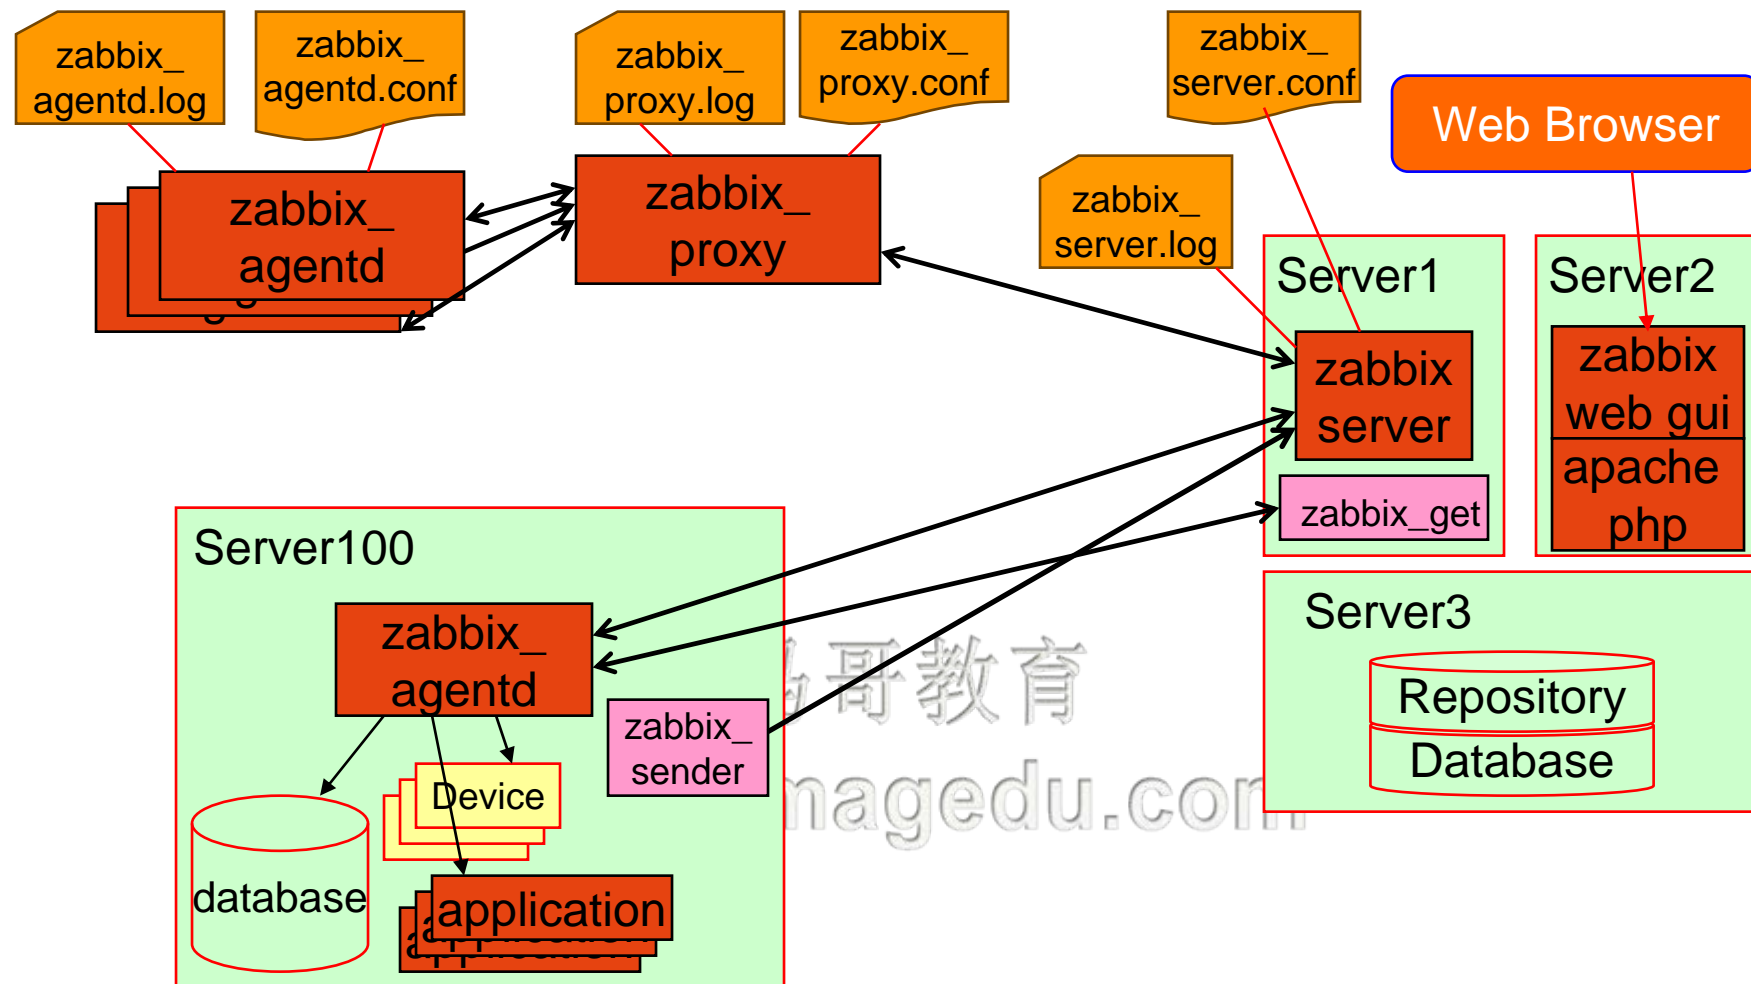 zabbix_
agentd.log
zabbix_
agentd.conf
zabbix_
proxy.log
zabbix_
proxy.conf
zabbix_
server.conf
Web Browser
zabbix_
agentd
zabbix_
proxy
zabbix_
server.log
Server1
zabbix
server
zabbix_get
Server2
zabbix
web gui
apache
php
Server100
zabbix_
agentd
zabbix_
sender
Device
database
application
Server3
Repository
Database
哥教育
magedu.com